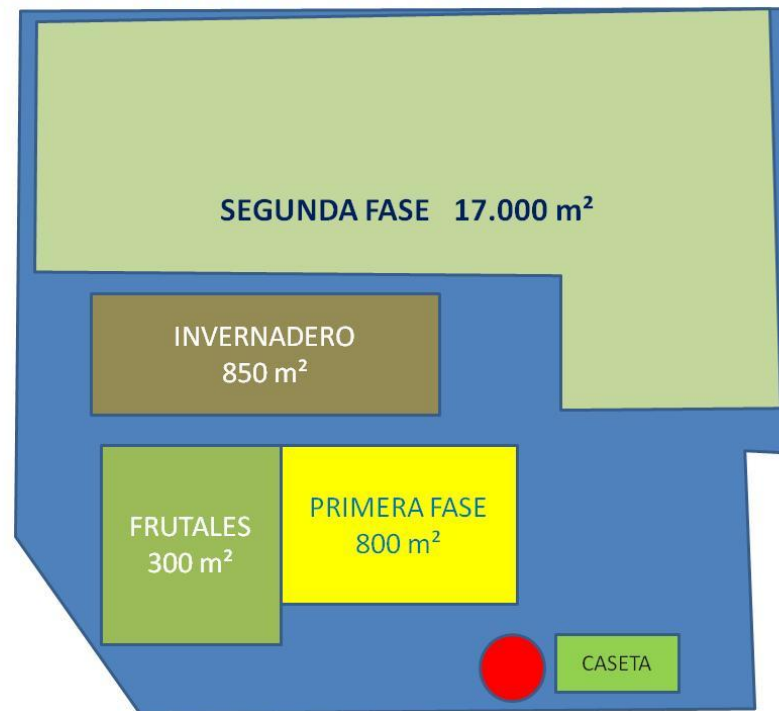 SEGUNDA FASE 17.000 m²
INVERNADERO
850 m²
FRUTALES
300 m²
PRIMERA FASE
800 m²
CASETA